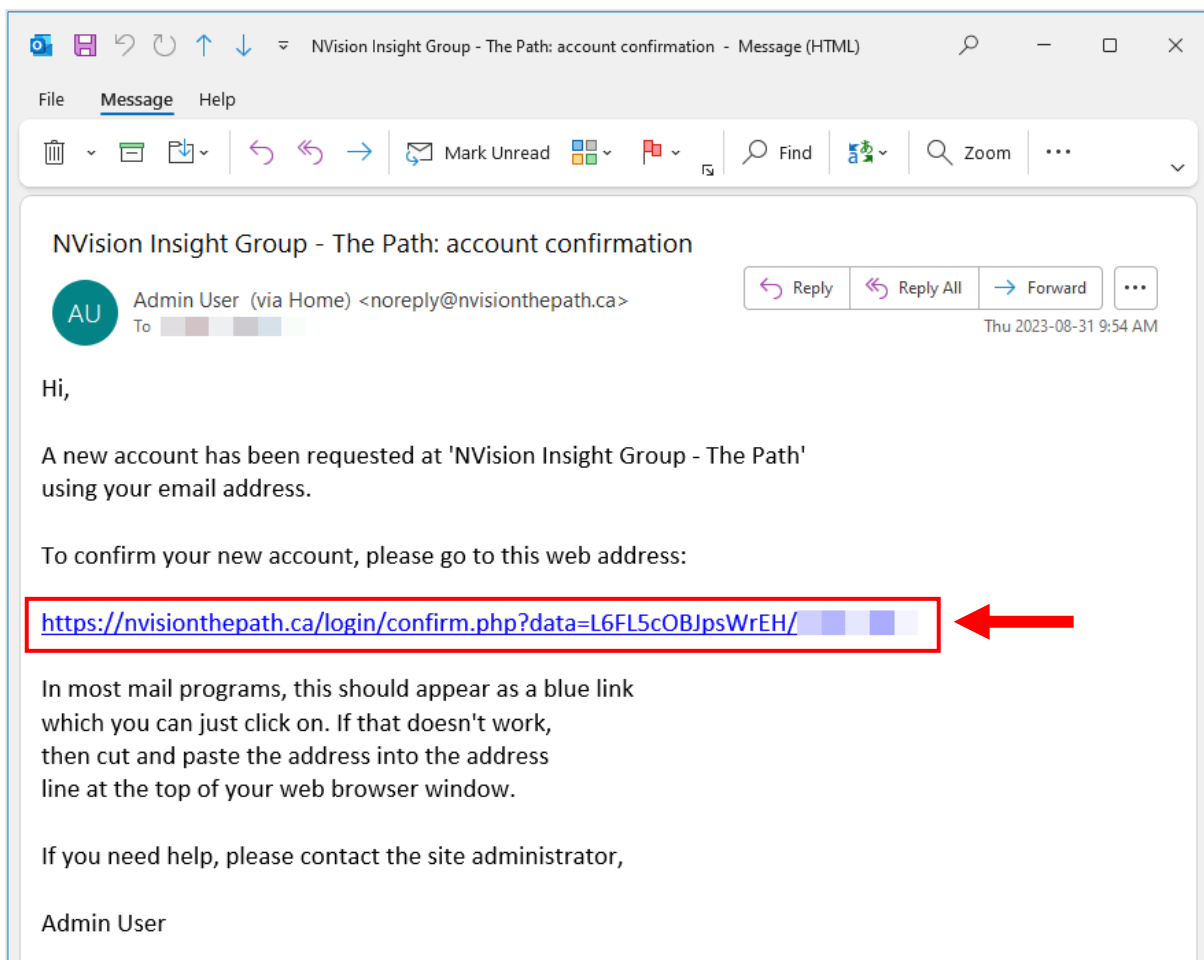 NVision Insight Group - The Path: account confirmation - Message (HTML)
File Message Help
Mark Unread Find Zoom
NVision Insight Group - The Path: account confirmation
AU
Admin User (via Home) <noreply@nvisionthepath.ca>
Reply Reply All Forward
To
Thu 2023-08-31 9:54 AM
Hi,
A new account has been requested at 'NVision Insight Group - The Path'
using your email address.
To confirm your new account, please go to this web address:
https://nvisionthepath.ca/login/confirm.php?data=L6FL5cOBJpsWrEH/
In most mail programs, this should appear as a blue link
which you can just click on. If that doesn't work,
then cut and paste the address into the address
line at the top of your web browser window.
If you need help, please contact the site administrator,
Admin User